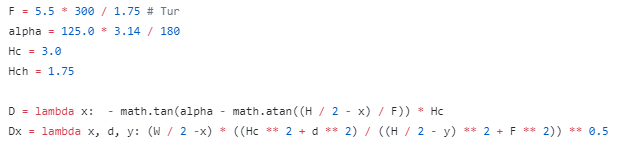 F = 5.5 * 300 / 1.75 # Tur
alpha = 125.0 * 3.14 / 180
Hc = 3.0
Hch = 1.75
D = lambda x:  - math.tan(alpha - math.atan((H / 2 - x) / F)) * Hc
Dx = lambda x, d, y: (W / 2 -x) * ((Hc ** 2 + d ** 2) / ((H / 2 - y) ** 2 + F ** 2)) ** 0.5